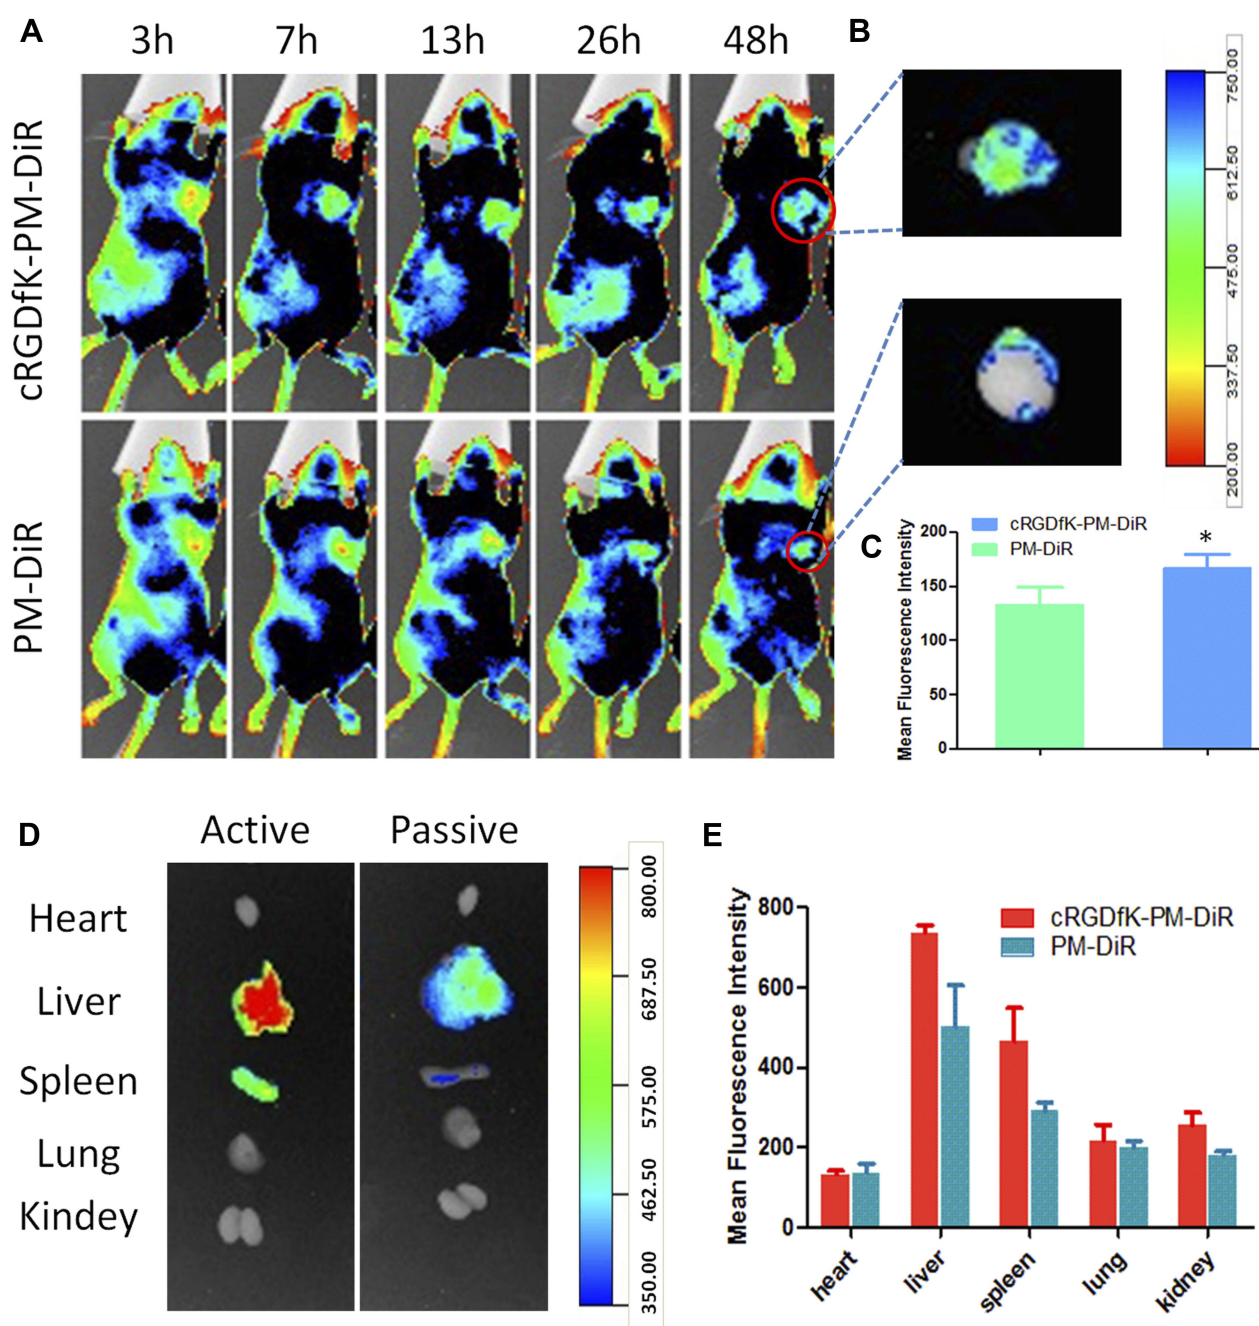 A
3h 7h 13h 26h 48h
cRGDfK-PM-DiR
PM-DiR
B
750.00
612.50
475.00
337.50
200.00
C
cRGDfK-PM-DiR
PM-DiR
*
Mean Fluorescence Intensity
200
150
100
50
0
D
Active Passive
Heart
Liver
Spleen
Lung
Kindey
800.00
687.50
575.00
462.50
350.00
E
cRGDfK-PM-DiR
PM-DiR
Mean Fluorescence Intensity
800
600
400
200
0
heart liver spleen lung kidney